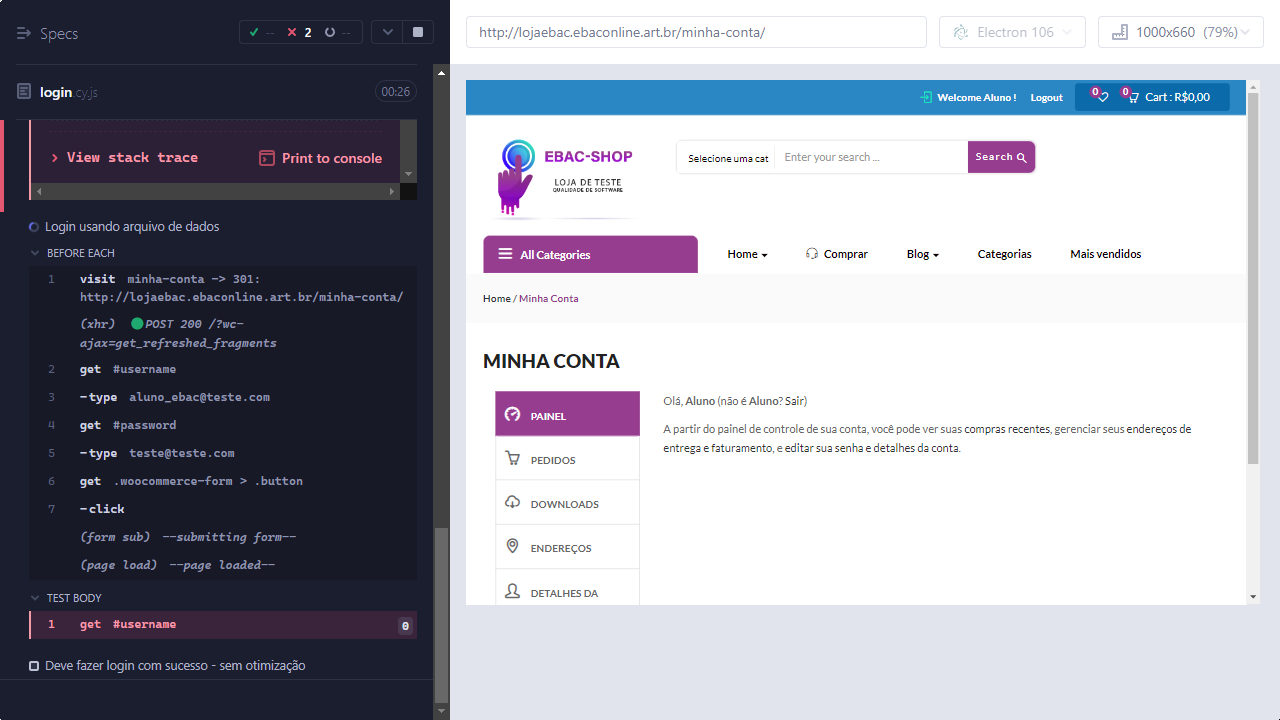 Specs
-- 2 --
login.cy.js
00:26
View stack trace
Print to console
Login usando arquivo de dados
BEFORE EACH
1 visit minha-conta -> 301:
http://lojaebac.ebaconline.art.br/minha-conta/
(xhr) POST 200 /?wc-
ajax=get_refreshed_fragments
2 get #username
3 -type aluno_ebac@teste.com
4 get #password
5 -type teste@teste.com
6 get .woocommerce-form > .button
7 -click
(form sub) --submitting form--
(page load) --page loaded--
TEST BODY
1 get #username 0
Deve fazer login com sucesso - sem otimização
http://lojaebac.ebaconline.art.br/minha-conta/
Electron 106
1000x660 (79%)
Welcome Aluno !
Logout
0
0
Cart : R$0,00
EBAC-SHOP
LOJA DE TESTE
QUALIDADE DE SOFTWARE
Selecione uma cat
Enter your search ...
Search
All Categories
Home
Comprar
Blog
Categorias
Mais vendidos
Home / Minha Conta
MINHA CONTA
PAINEL
PEDIDOS
DOWNLOADS
ENDEREÇOS
DETALHES DA
Olá, Aluno (não é Aluno? Sair)
A partir do painel de controle de sua conta, você pode ver suas compras recentes, gerenciar seus endereços de
entrega e faturamento, e editar sua senha e detalhes da conta.